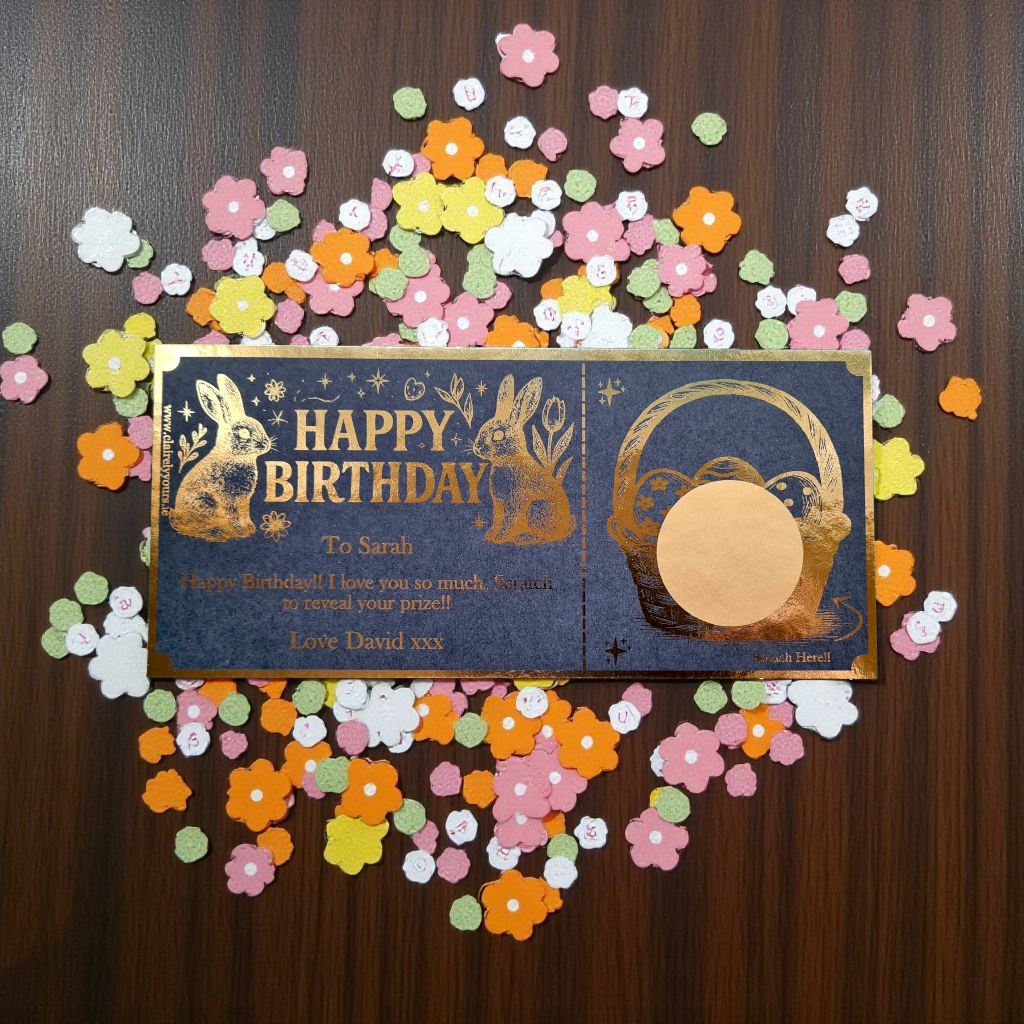 www.clairelyours.ie
HAPPY
BIRTHDAY
To Sarah
Happy Birthday!! I love you so much, Scratch
to reveal your prize!!
Love David xxx
Scratch Here!!